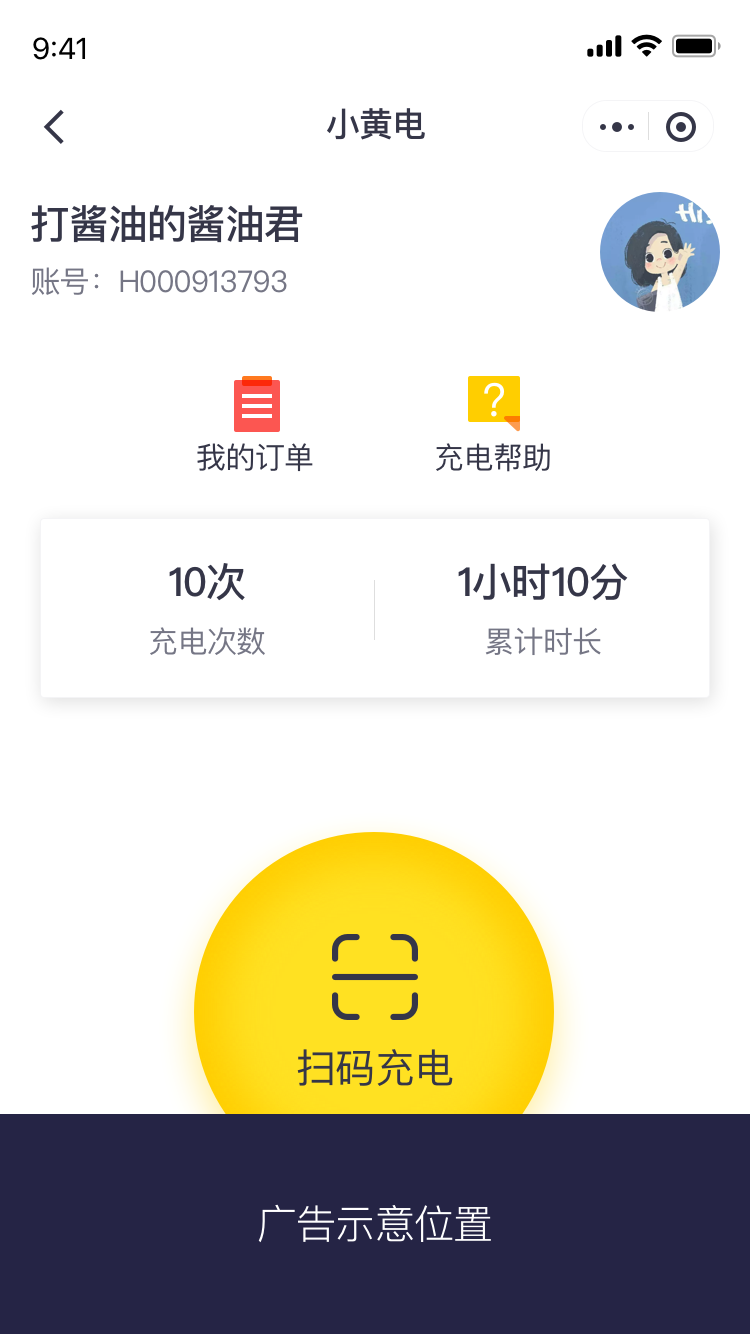 9:41
小黄电
打酱油的酱油君
Hi
账号：H000913793
我的订单
?
充电帮助
10次
1小时10分
充电次数
累计时长
扫码充电
广告示意位置